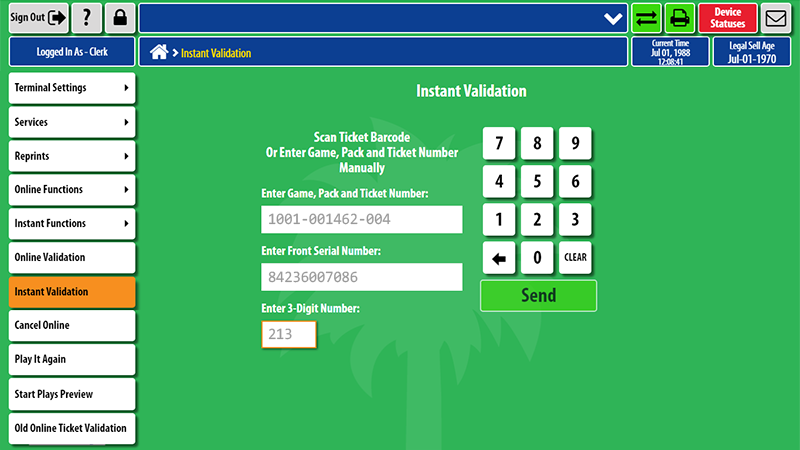 Sign Out
?
Device
Statuses
Logged In As - Clerk
> Instant Validation
Current Time
Jul 01, 1988
12:08:41
Legal Sell Age
Jul-01-1970
Terminal Settings
Services
Reprints
Online Functions
Instant Functions
Online Validation
Instant Validation
Cancel Online
Play It Again
Start Plays Preview
Old Online Ticket Validation
Instant Validation
Scan Ticket Barcode
Or Enter Game, Pack and Ticket Number
Manually
Enter Game, Pack and Ticket Number:
1001-001462-004
Enter Front Serial Number:
84236007086
Enter 3-Digit Number:
213
7 8 9
4 5 6
1 2 3
0 CLEAR
Send